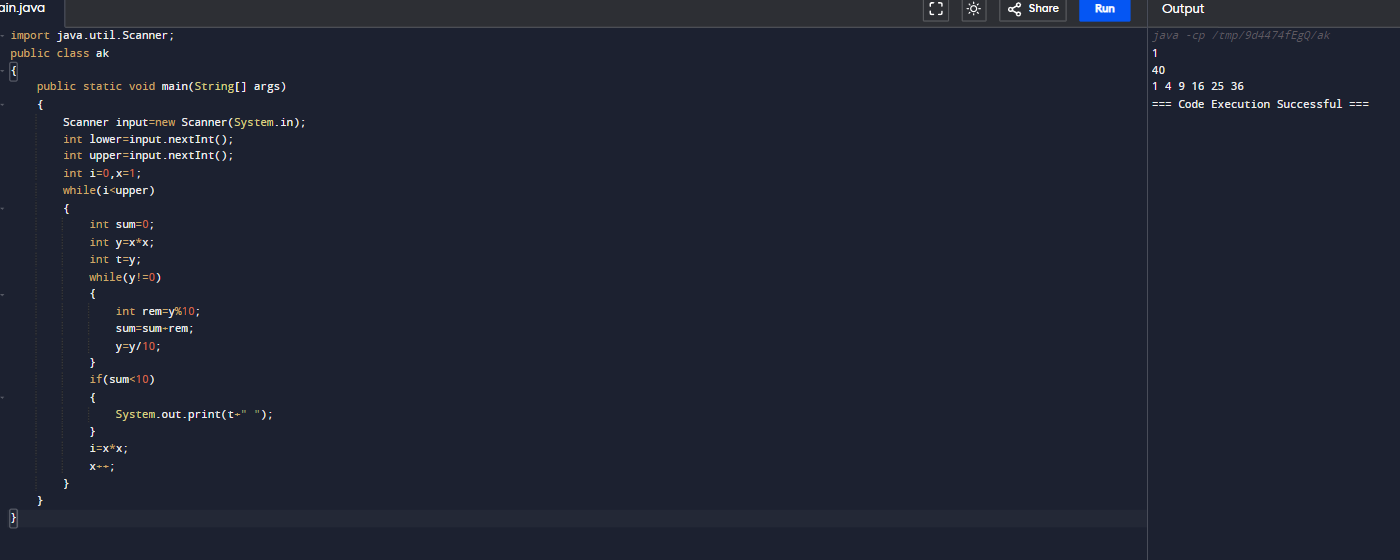 ain.java
Share
Run
Output
import java.util.Scanner;
public class ak
{
public static void main(String[] args)
{
Scanner input=new Scanner(System.in);
int lower=input.nextInt();
int upper=input.nextInt();
int i=0,x=1;
while(i<upper)
{
int sum=0;
int y=x*x;
int t=y;
while(y!=0)
{
int rem=y%10;
sum=sum+rem;
y=y/10;
}
if(sum<10)
{
System.out.print(t+" ");
}
i=x*x;
x++;
}
}
}
java -cp /tmp/9d4474fEgQ/ak
1
40
1 4 9 16 25 36
=== Code Execution Successful ===